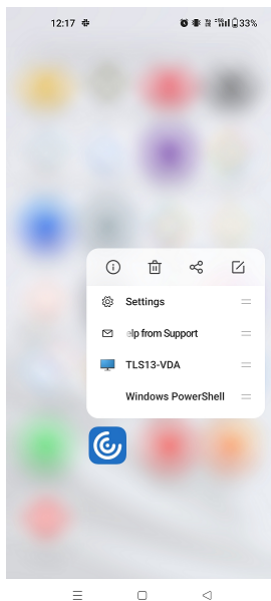 12:17
33%
Settings
elp from Support
TLS13-VDA
Windows PowerShell